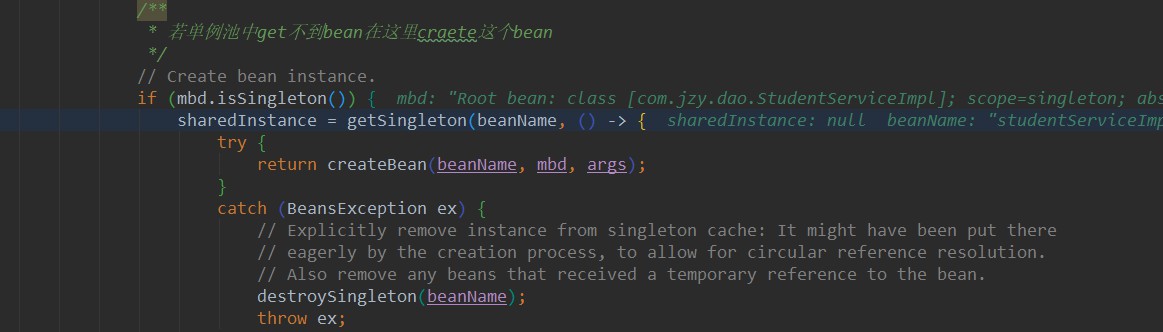 /**
* 若单例池中get不到bean在这里craete这个bean
*/
// Create bean instance.
if (mbd.isSingleton()) { mbd: "Root bean: class [com.jzy.dao.StudentServiceImpl]; scope=singleton; abs
sharedInstance = getSingleton(beanName, () -> { sharedInstance: null beanName: "studentServiceImp
try {
return createBean(beanName, mbd, args);
}
catch (BeansException ex) {
// Explicitly remove instance from singleton cache: It might have been put there
// eagerly by the creation process, to allow for circular reference resolution.
// Also remove any beans that received a temporary reference to the bean.
destroySingleton(beanName);
throw ex;